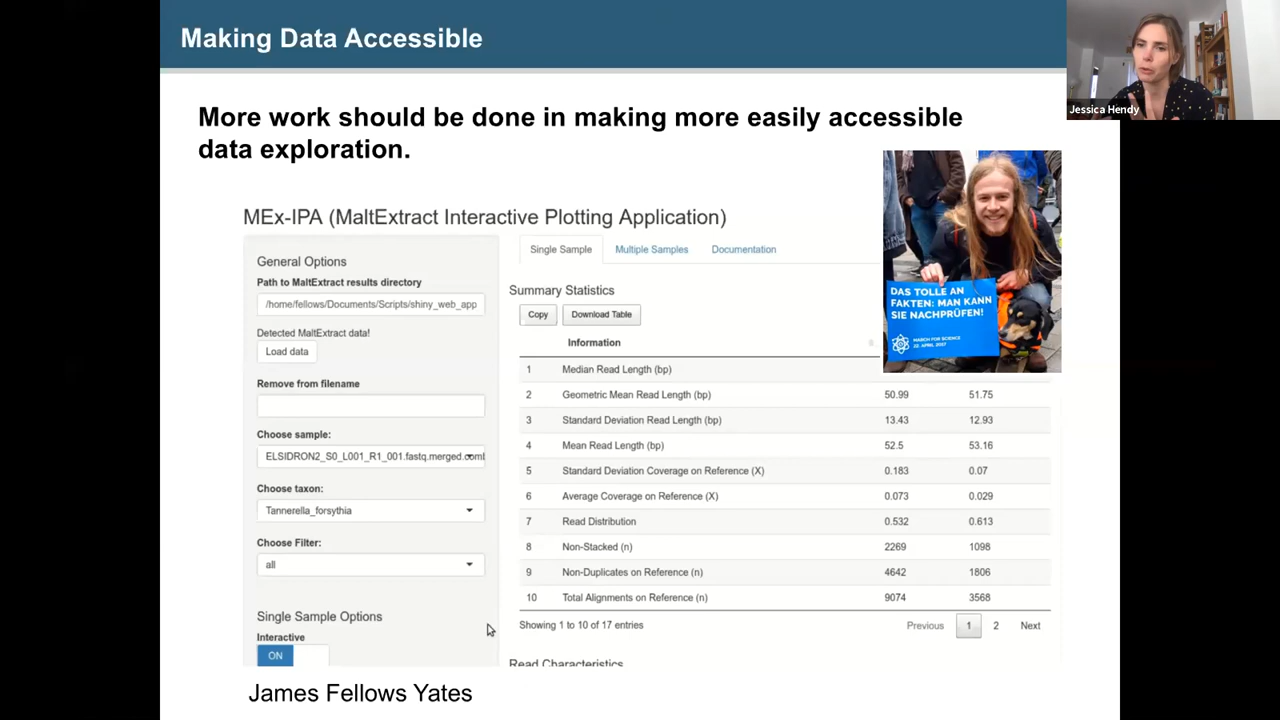 Making Data Accessible
Jessica Hendy
More work should be done in making more easily accessible
data exploration.
MEx-IPA (MaltExtract Interactive Plotting Application)
General Options
Path to MaltExtract results directory
/home/fellows/Documents/Scripts/shiny_web_app
Detected MaltExtract data!
Load data
Remove from filename
Choose sample:
ELSIDRON2_S0_L001_R1_001.fastq.merged.coml
Choose taxon:
Tannerella_forsythia
Choose Filter:
all
Single Sample Options
Interactive
ON
Single Sample Multiple Samples Documentation
Summary Statistics
Copy Download Table
Information
1 Median Read Length (bp)
2 Geometric Mean Read Length (bp) 50.99 51.75
3 Standard Deviation Read Length (bp) 13.43 12.93
4 Mean Read Length (bp) 52.5 53.16
5 Standard Deviation Coverage on Reference (X) 0.183 0.07
6 Average Coverage on Reference (X) 0.073 0.029
7 Read Distribution 0.532 0.613
8 Non-Stacked (n) 2269 1098
9 Non-Duplicates on Reference (n) 4642 1806
10 Total Alignments on Reference (n) 9074 3568
Showing 1 to 10 of 17 entries Previous 1 2 Next
Read Characteristics
DAS TOLLE AN
FAKTEN: MAN KANN
SIE NACHPRÜFEN!
MARCH FOR SCIENCE
22. APRIL 2017
James Fellows Yates